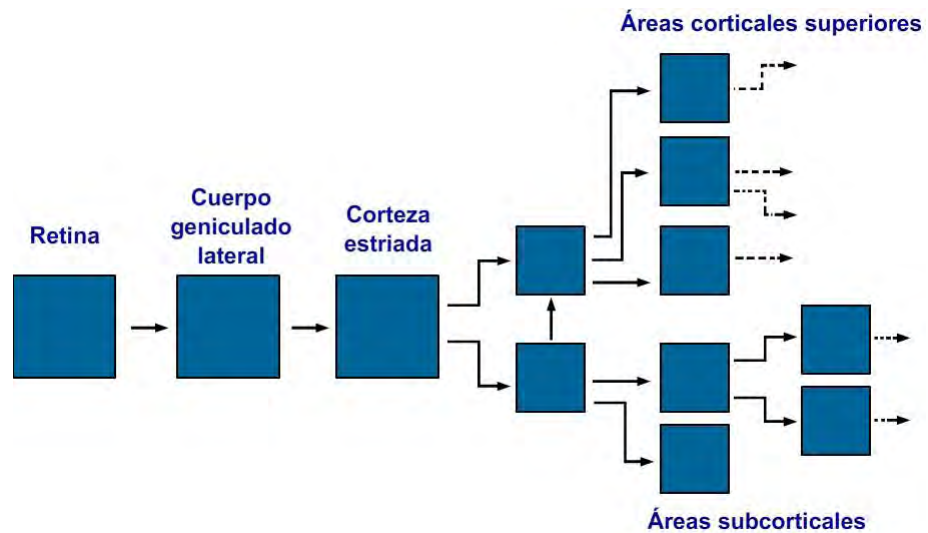 Áreas corticales superiores
Retina
Cuerpo
geniculado
lateral
Corteza
estriada
Áreas subcorticales